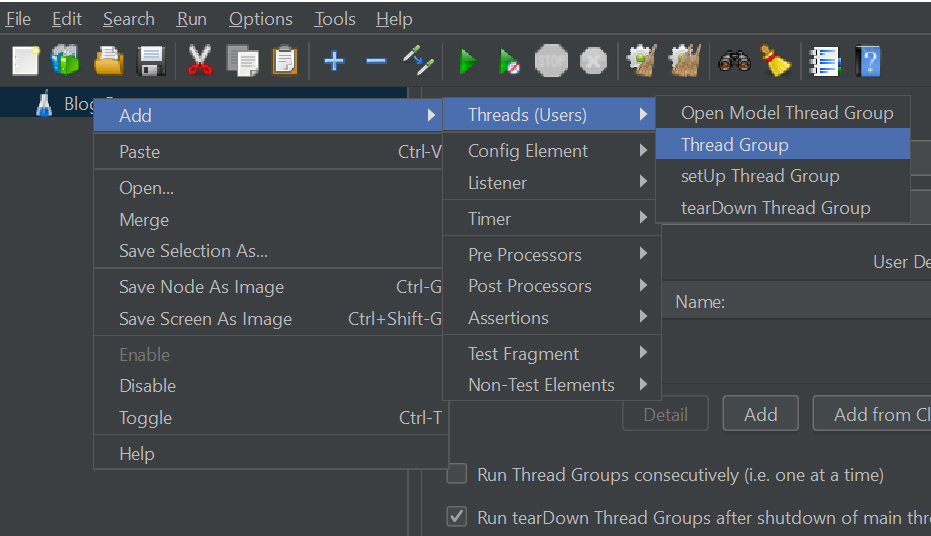 File Edit Search Run Options Tools Help
STOP
Blog
Add
Paste Ctrl-V
Open...
Merge
Save Selection As...
Save Node As Image Ctrl-G
Save Screen As Image Ctrl+Shift-G
Enable
Disable
Toggle Ctrl-T
Help
Threads (Users)
Config Element
Listener
Timer
Pre Processors
Post Processors
Assertions
Test Fragment
Non-Test Elements
Open Model Thread Group
Thread Group
setUp Thread Group
tearDown Thread Group
User De
Name:
Detail Add Add from Cl
Run Thread Groups consecutively (i.e. one at a time)
Run tearDown Thread Groups after shutdown of main thre